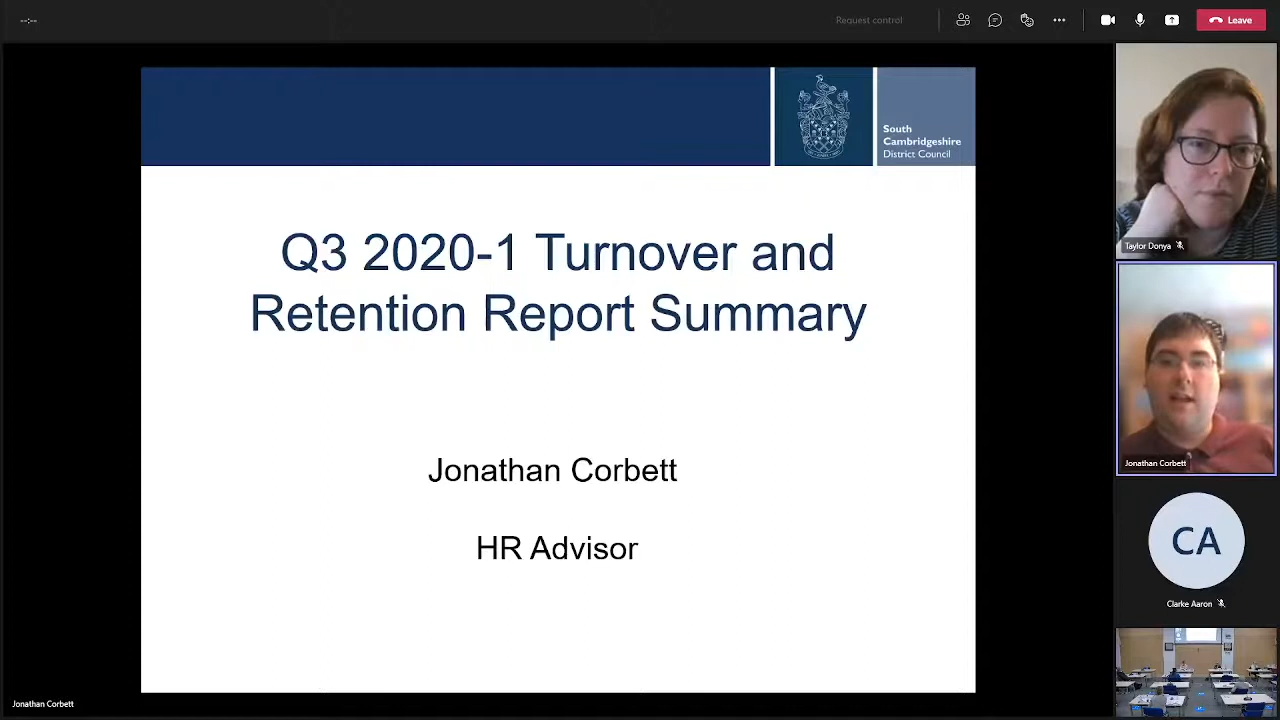 --:--
Request control
Leave
South
Cambridgeshire
District Council
Q3 2020-1 Turnover and
Retention Report Summary
Jonathan Corbett
HR Advisor
Taylor Donya
Jonathan Corbett
CA
Clarke Aaron
Jonathan Corbett